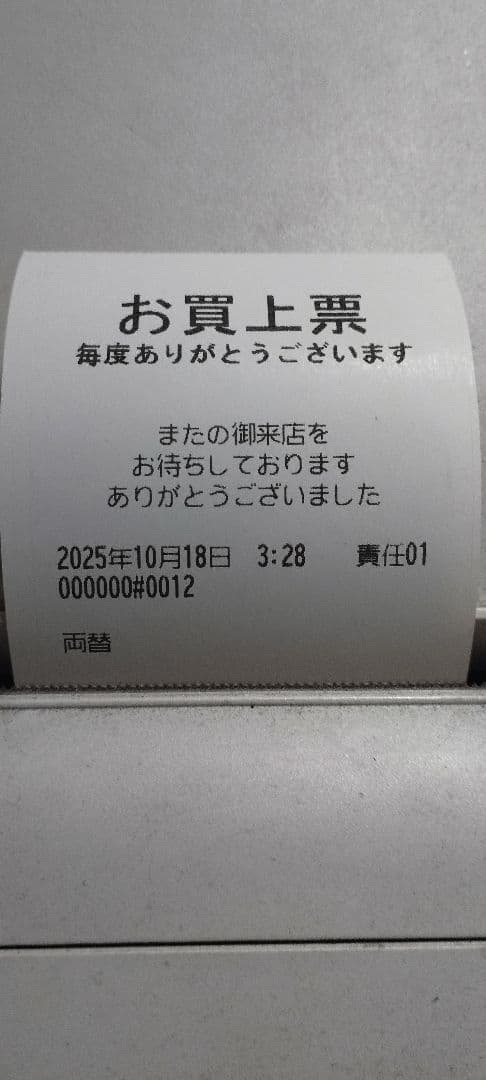 お買上票
毎度ありがとうございます
またの御来店を
お待ちしております
ありがとうございました
2025年10月18日 3:28 責任01
000000#0012
両替